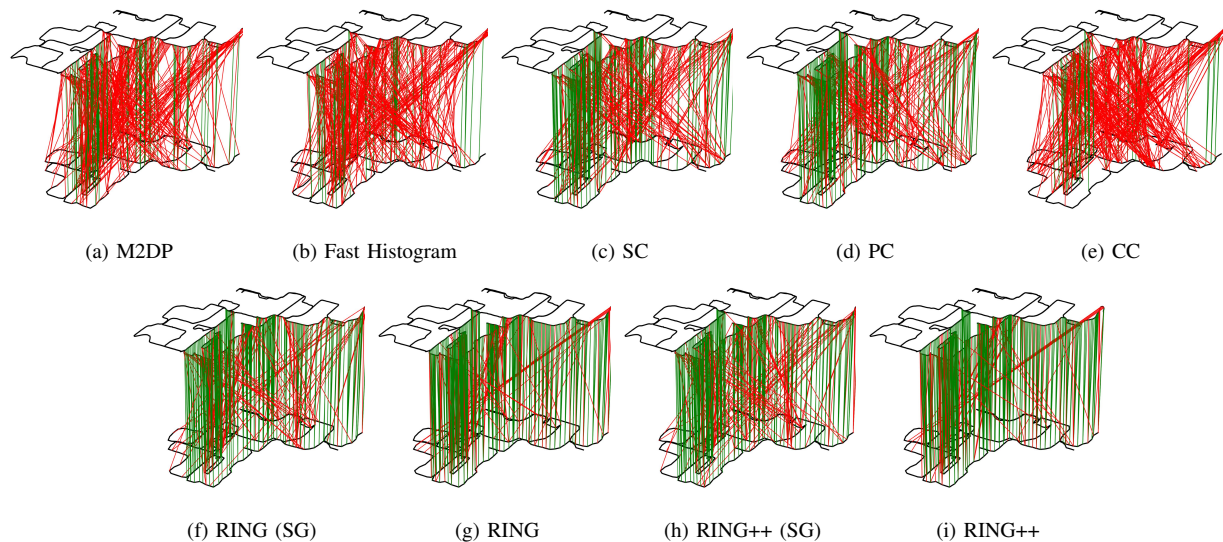 (a) M2DP
(b) Fast Histogram
(c) SC
(d) PC
(e) CC
(f) RING (SG)
(g) RING
(h) RING++ (SG)
(i) RING++